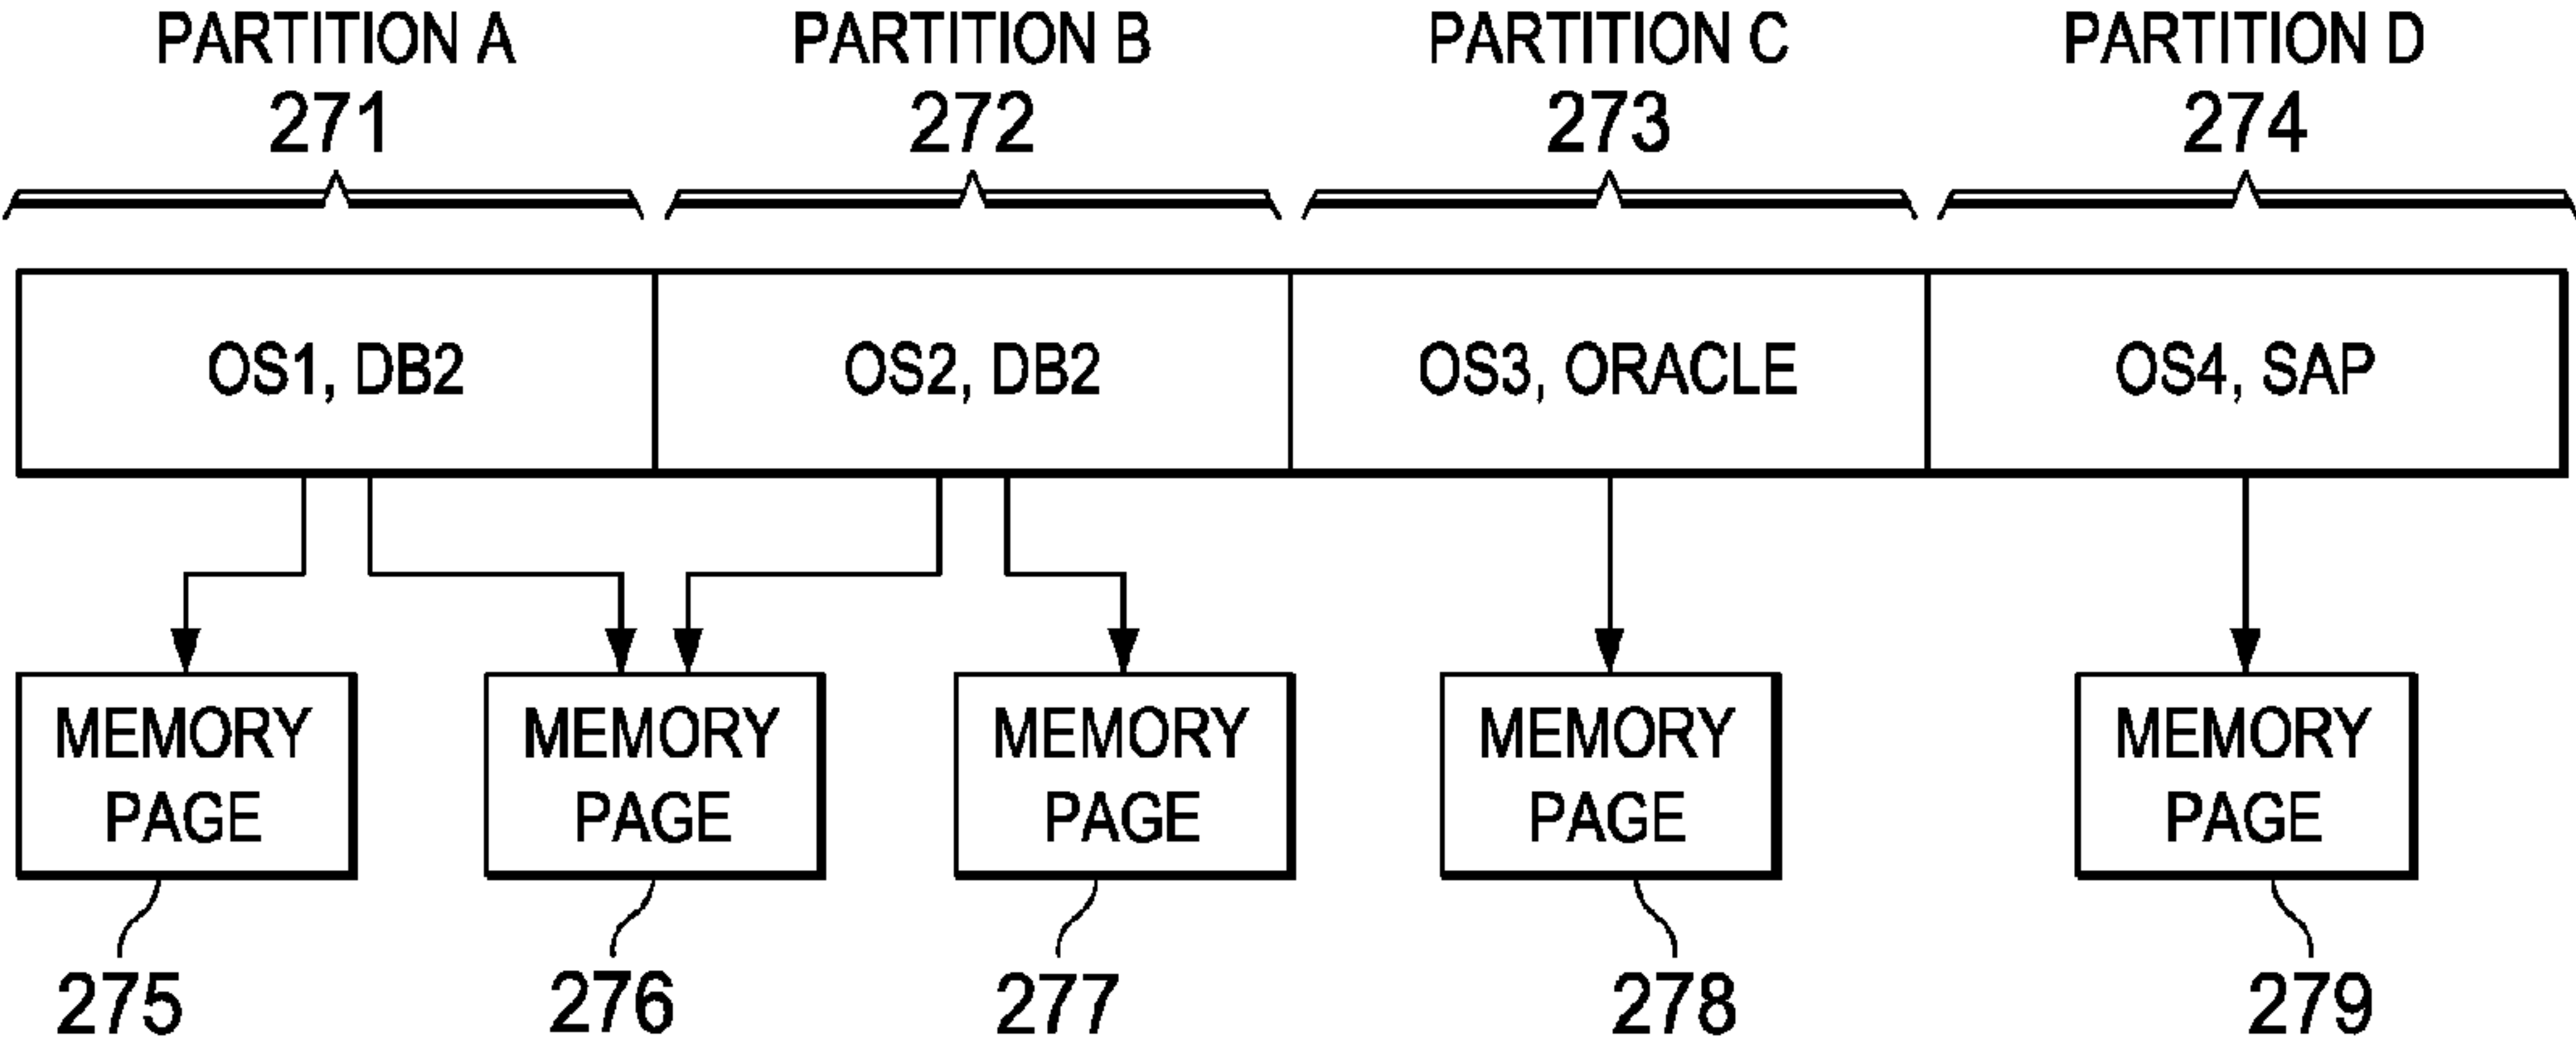 PARTITION A
271
PARTITION B
272
PARTITION C
273
PARTITION D
274
OS1, DB2
OS2, DB2
OS3, ORACLE
OS4, SAP
MEMORY
PAGE
275
MEMORY
PAGE
276
MEMORY
PAGE
277
MEMORY
PAGE
278
MEMORY
PAGE
279